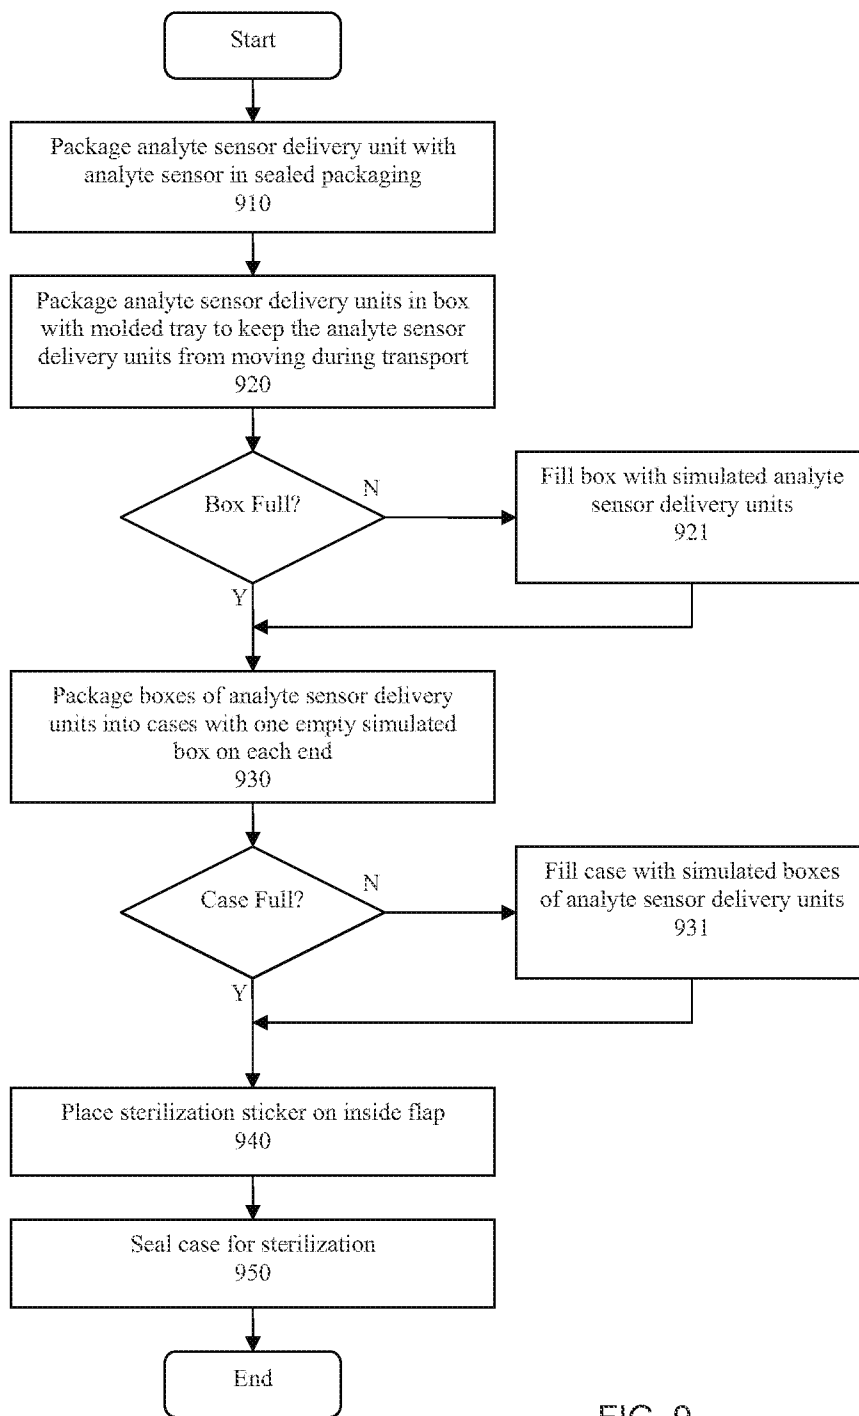 Start
Package analyte sensor delivery unit with
analyte sensor in sealed packaging
910
Package analyte sensor delivery units in box
with molded tray to keep the analyte sensor
delivery units from moving during transport
920
Box Full?
N
Fill box with simulated analyte
sensor delivery units
921
Y
Package boxes of analyte sensor delivery
units into cases with one empty simulated
box on each end
930
Case Full?
N
Fill case with simulated boxes
of analyte sensor delivery units
931
Y
Place sterilization sticker on inside flap
940
Seal case for sterilization
950
End
FIG. 9